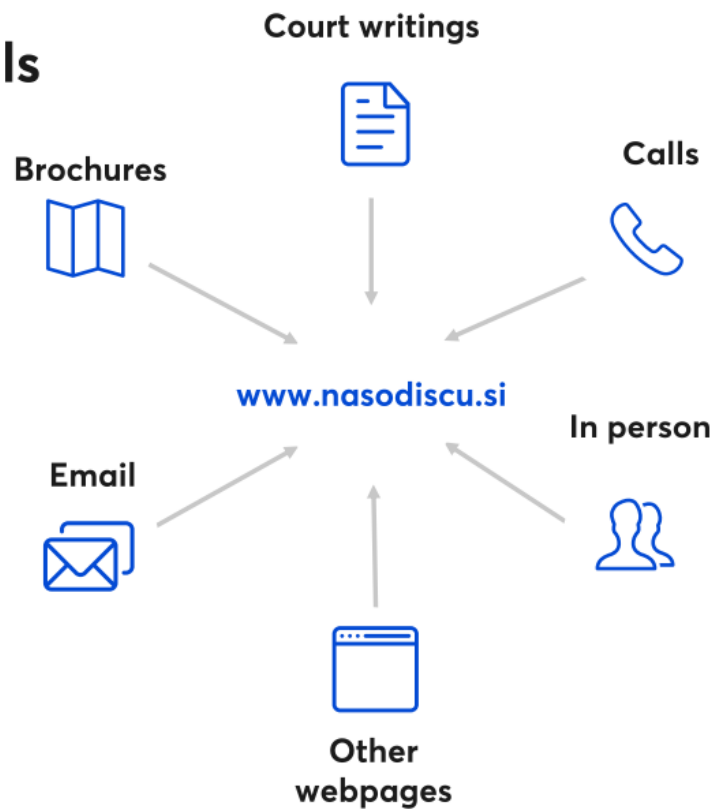 Court writings
ls
Calls
Brochures
www.nasodiscu.si
In person
Email
Other
webpages